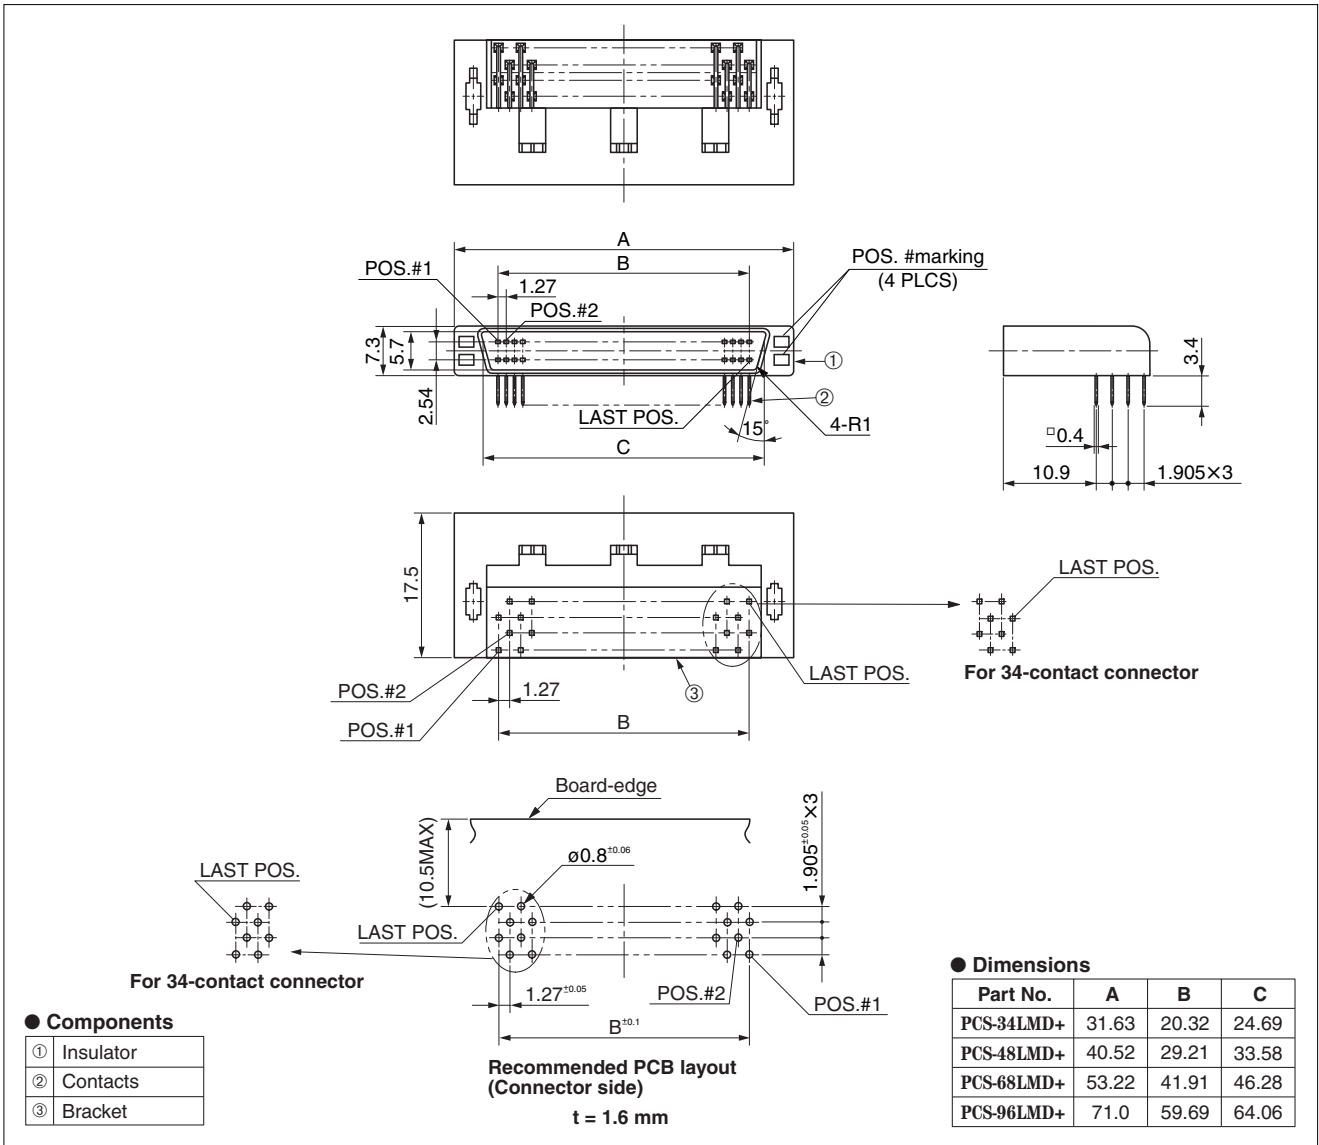 A
B
POS. #marking
(4 PLCS)
POS.#1
1.27
POS.#2
7.3
5.7
2.54
①
②
LAST POS.
15°
4-R1
C
3.4
□0.4
10.9
1.905×3
17.5
LAST POS.
For 34-contact connector
LAST POS.
③
POS.#2
1.27
POS.#1
B
Board-edge
(10.5MAX)
ø0.8±0.06
1.905±0.05×3
LAST POS.
LAST POS.
For 34-contact connector
1.27±0.05
POS.#2
POS.#1
B±0.1
Recommended PCB layout
(Connector side)
t = 1.6 mm
● Components
① Insulator
② Contacts
③ Bracket
● Dimensions
Part No. A B C
PCS-34LMD+ 31.63 20.32 24.69
PCS-48LMD+ 40.52 29.21 33.58
PCS-68LMD+ 53.22 41.91 46.28
PCS-96LMD+ 71.0 59.69 64.06